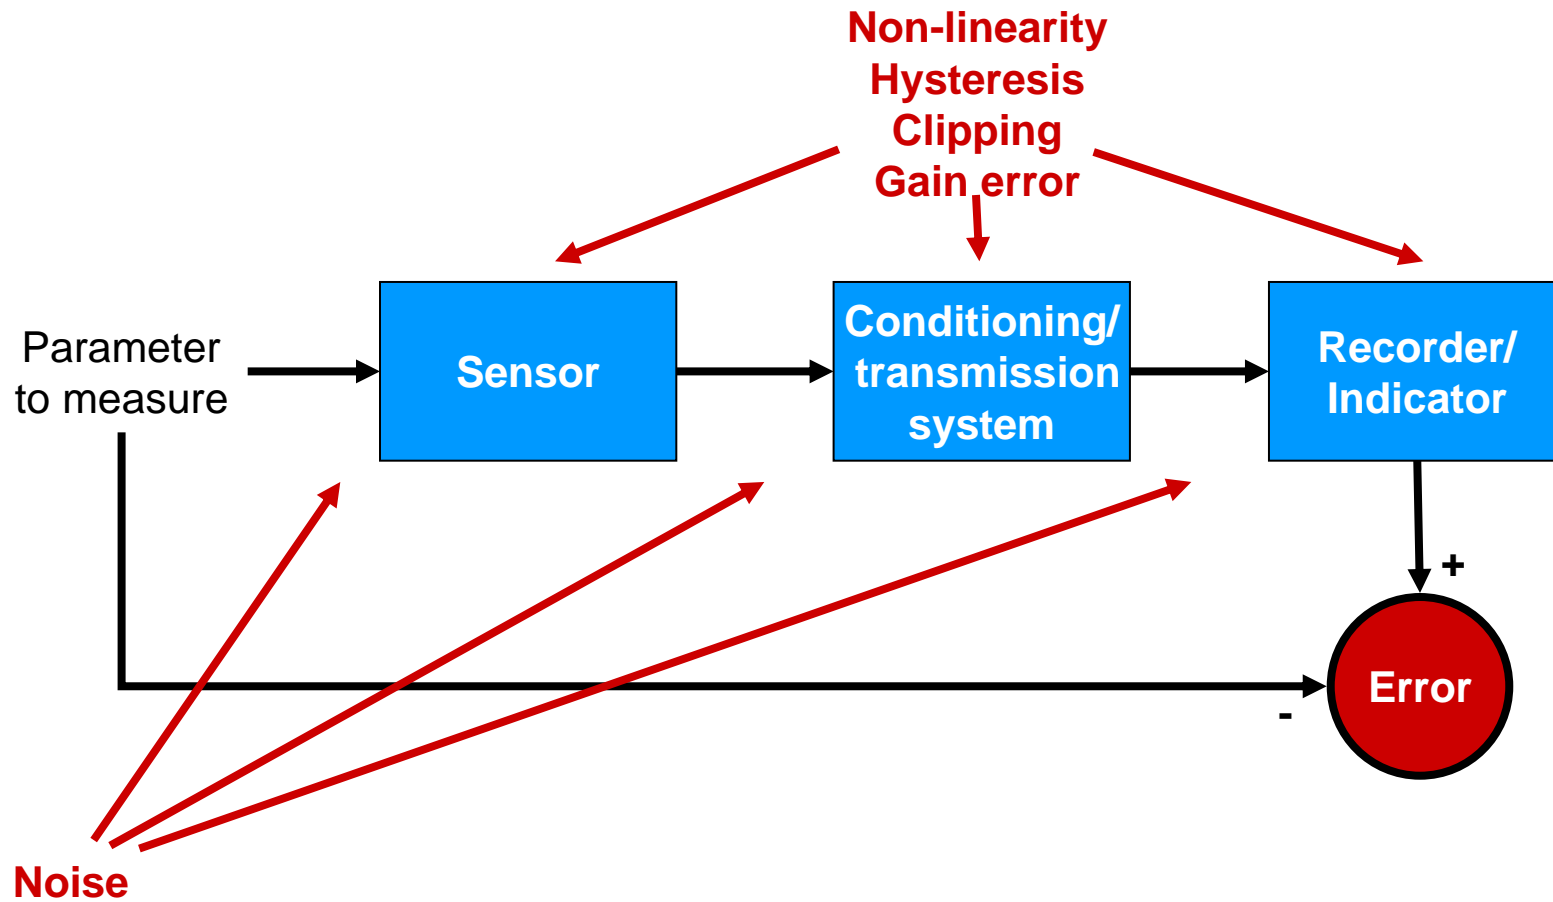 Non-linearity
Hysteresis
Clipping
Gain error
Parameter
to measure
Sensor
Conditioning/
transmission
system
Recorder/
Indicator
+
-
Error
Noise